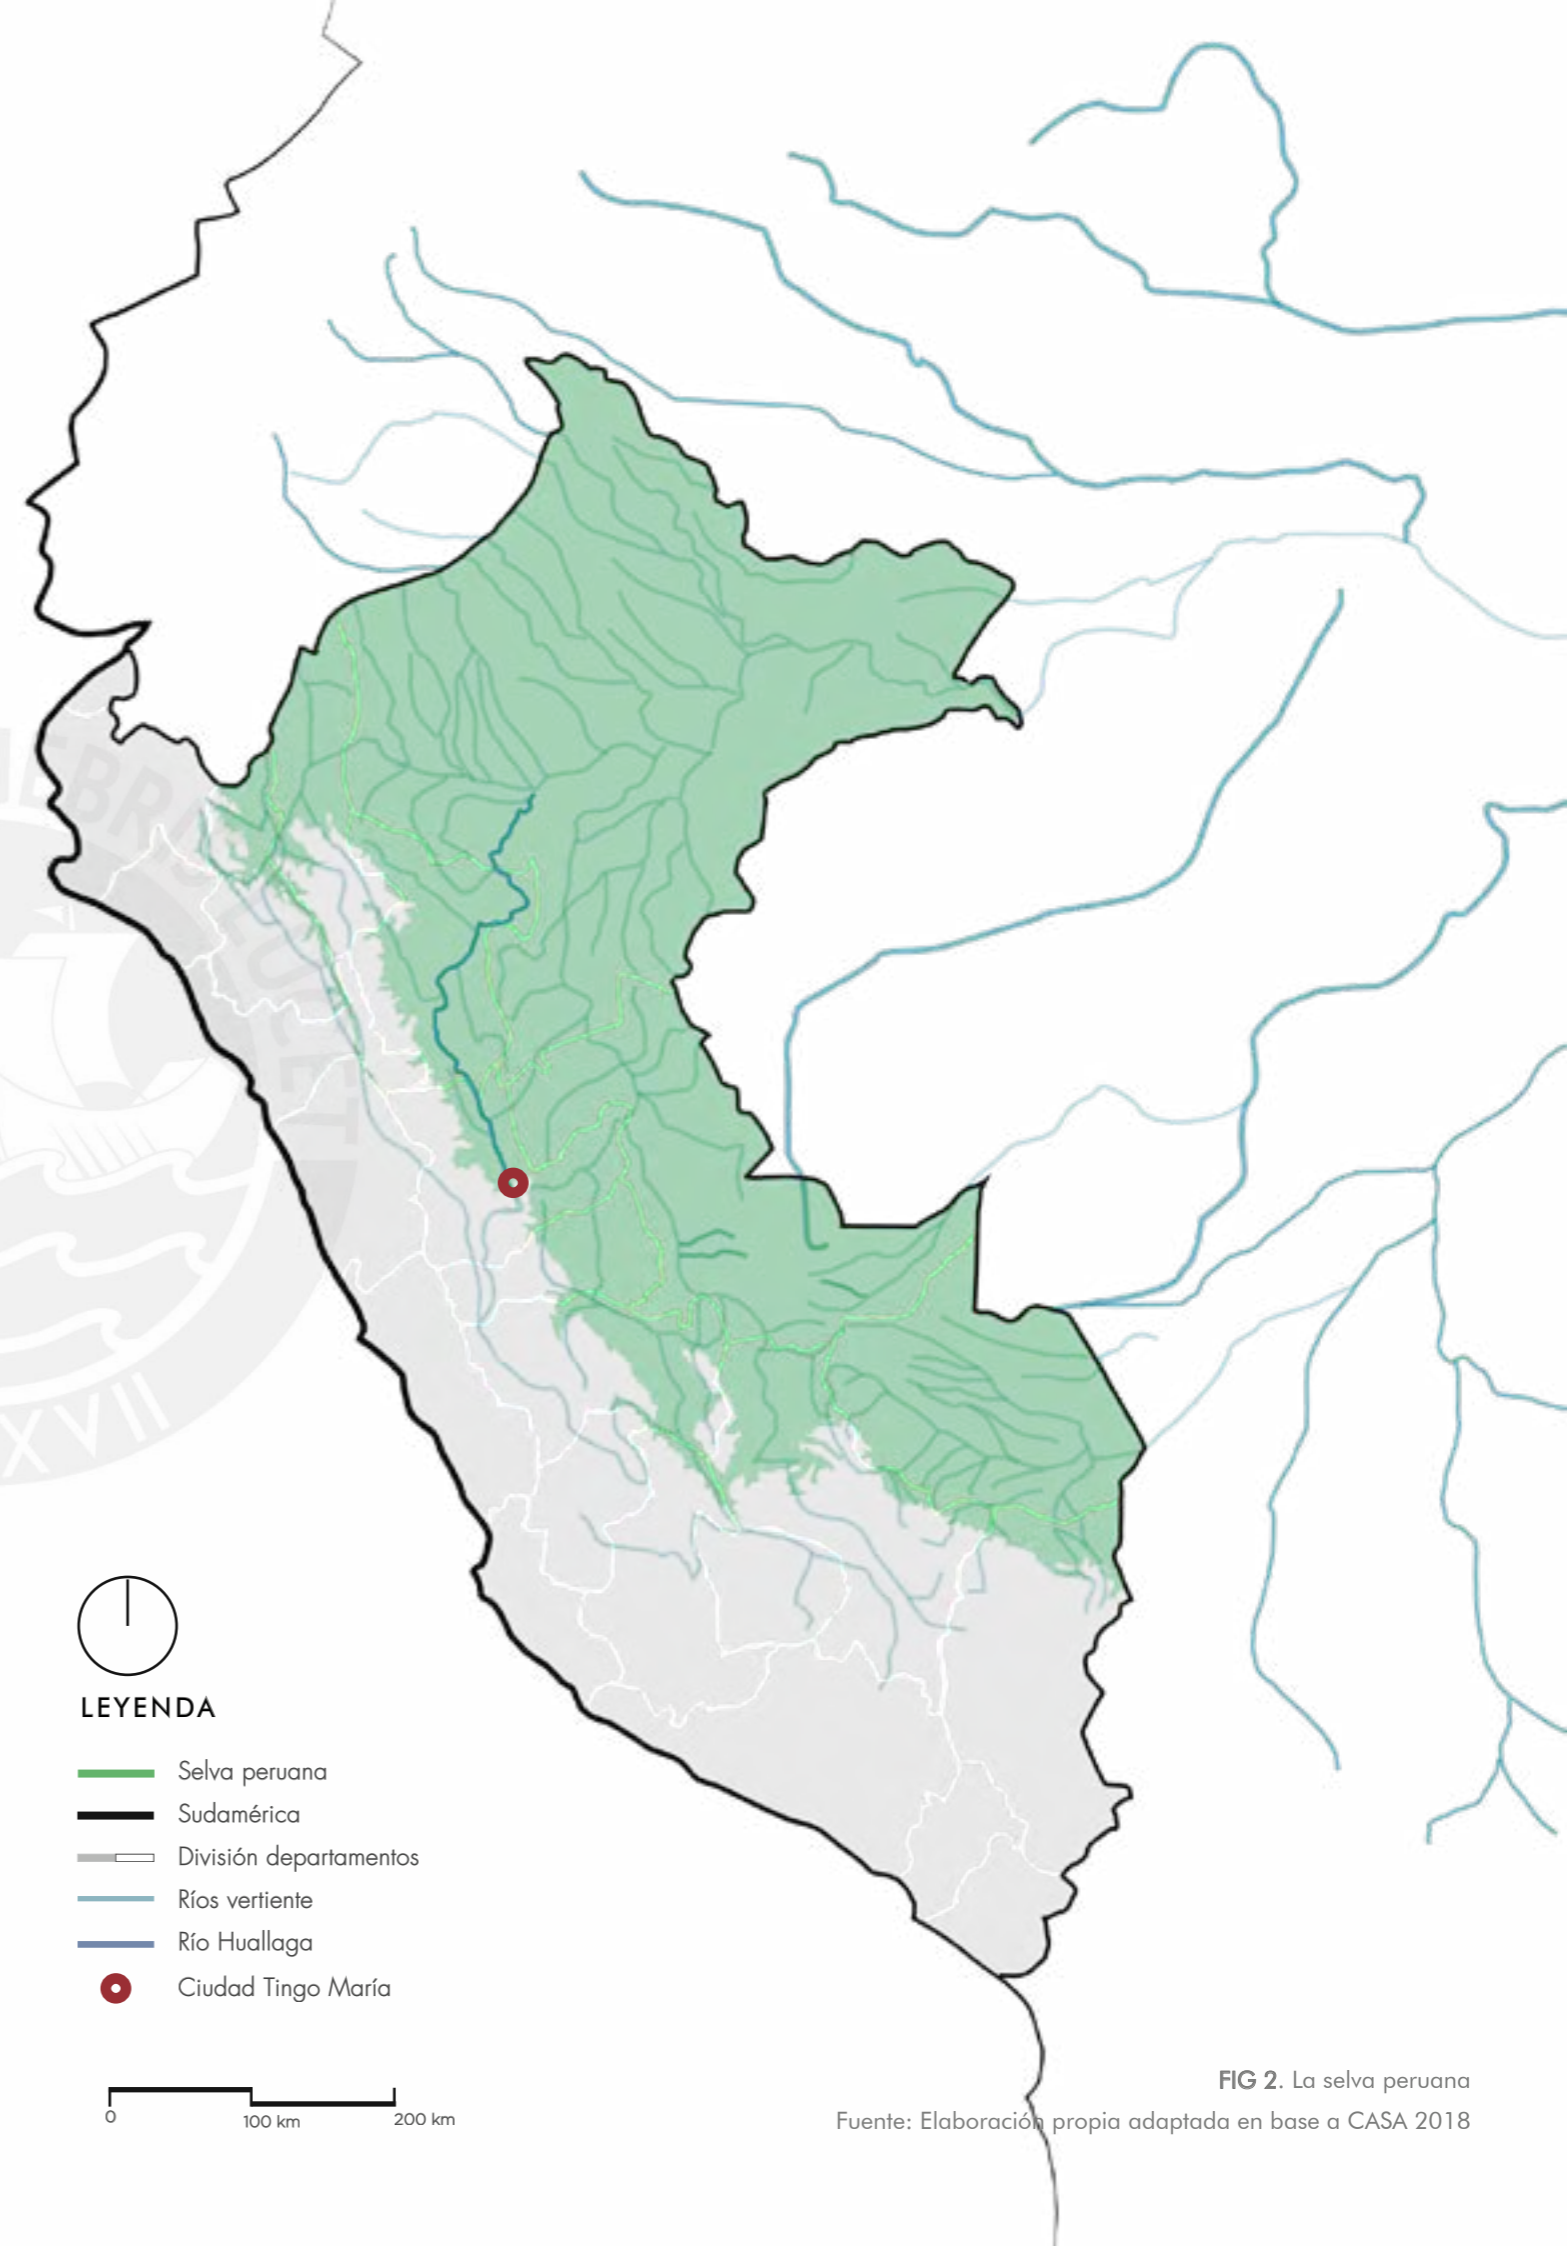 LEYENDA
Selva peruana
Sudamérica
División departamentos
Ríos vertiente
Río Huallaga
Ciudad Tingo María
0 100 km 200 km
FIG 2. La selva peruana
Fuente: Elaboración propia adaptada en base a CASA 2018
XVII